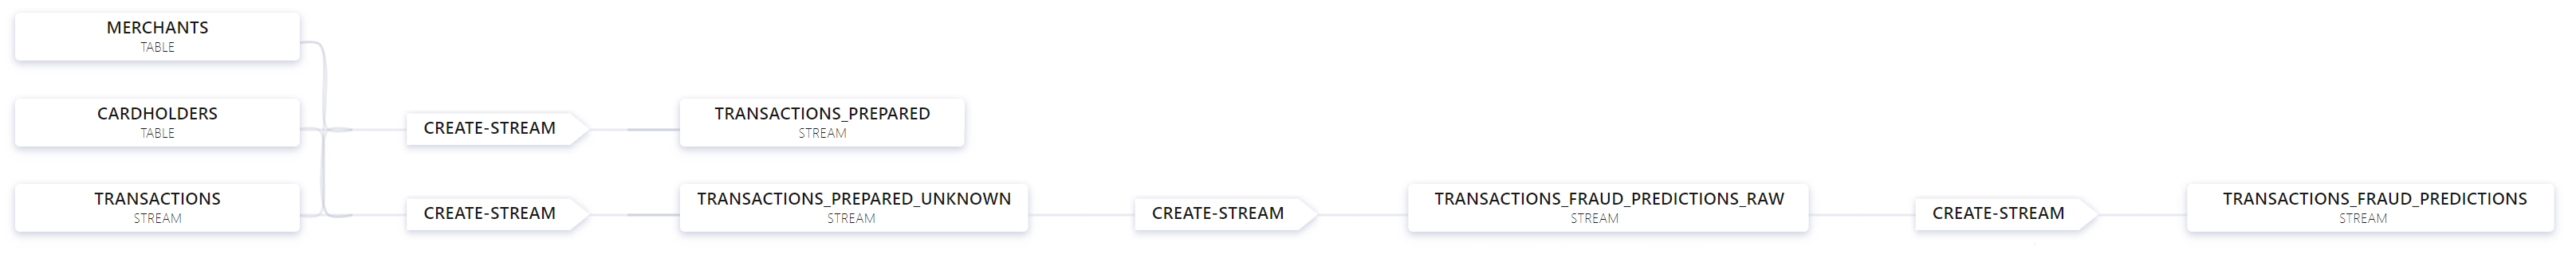 MERCHANTS
TABLE
CARDHOLDERS
TABLE
CREATE-STREAM
TRANSACTIONS_PREPARED
STREAM
TRANSACTIONS
STREAM
CREATE-STREAM
TRANSACTIONS_PREPARED_UNKNOWN
STREAM
CREATE-STREAM
TRANSACTIONS_FRAUD_PREDICTIONS_RAW
STREAM
CREATE-STREAM
TRANSACTIONS_FRAUD_PREDICTIONS
STREAM